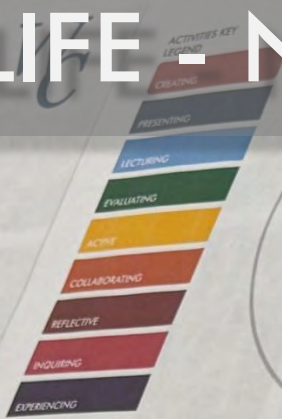 LIFE - N
ACTIVITIES KEY
LEGEND
CREATING
PRESENTING
LECTURING
EVALUATING
ACTIVE
COLLABORATING
REFLECTIVE
INQUIRING
EXPERIENCING